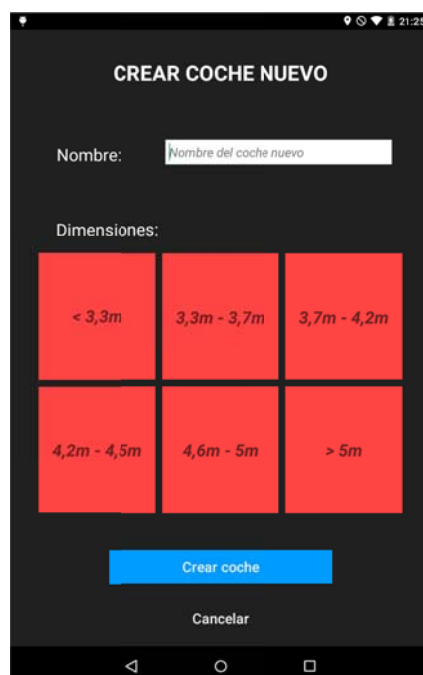 21:25
CREAR COCHE NUEVO
Nombre: Nombre del coche nuevo
Dimensiones:
< 3,3m 3,3m - 3,7m 3,7m - 4,2m
4,2m - 4,5m 4,6m - 5m > 5m
Crear coche
Cancelar